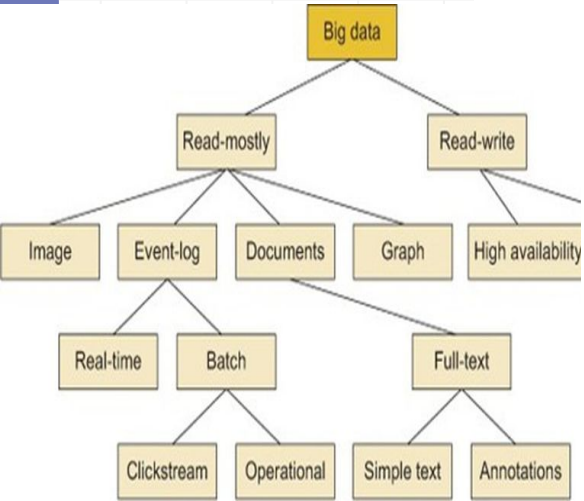 Big data
Read-mostly
Read-write
Image
Event-log
Documents
Graph
High availability
Real-time
Batch
Full-text
Clickstream
Operational
Simple text
Annotations